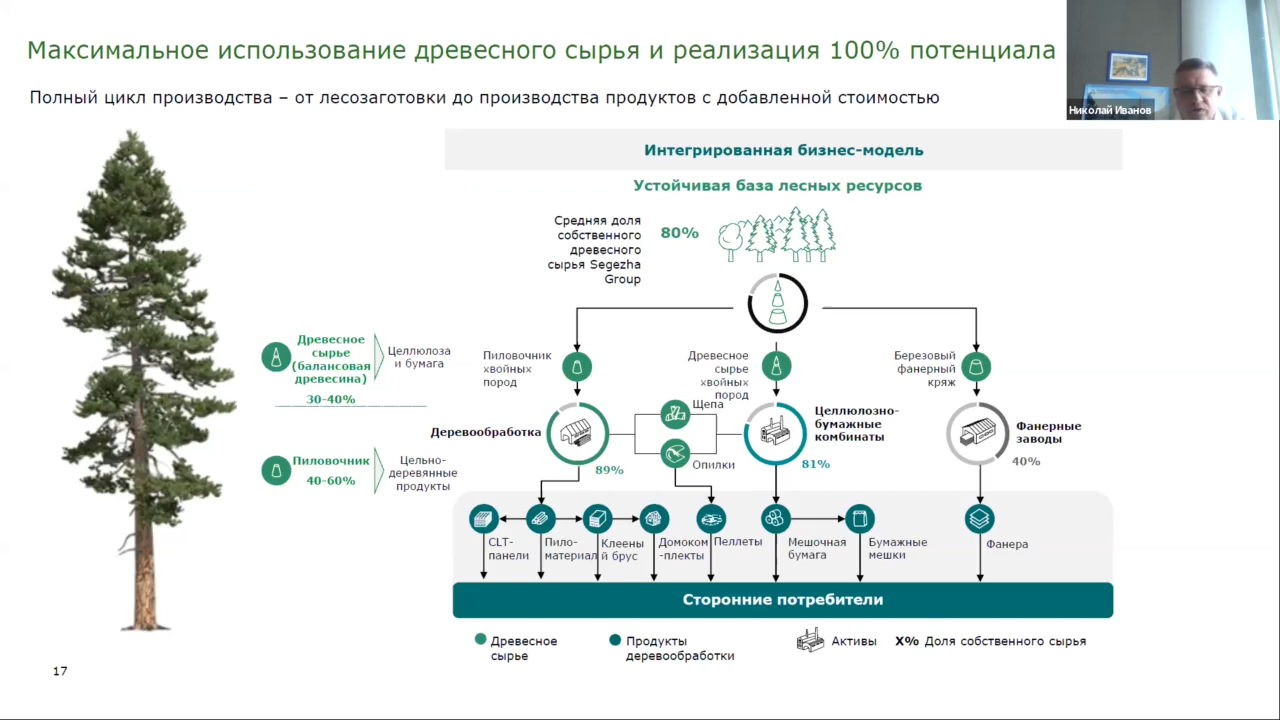 Максимальное использование древесного сырья и реализация 100% потенциала
Полный цикл производства – от лесозаготовки до производства продуктов с добавленной стоимостью
Николай Иванов
Интегрированная бизнес-модель
Устойчивая база лесных ресурсов
Средняя доля
собственного
древесного
сырья Segezha
Group
80%
Древесное
сырье
(балансовая
древесина)
30-40%
Целлюлоза
и бумага
Пиловочник
40-60%
Цельно-
деревянные
продукты
Пиловочник
хвойных
пород
Древесное
сырье
хвойных
пород
Березовый
фанерный
кряж
Деревообработка
89%
Щепа
Опилки
Целлюлозно-
бумажные
комбинаты
81%
Фанерные
заводы
40%
CLT-
панели
Пило-
материал
Клеены
й брус
Домоком
-плекты
Пеллеты
Мешочная
бумага
Бумажные
мешки
Фанера
Сторонние потребители
Древесное
сырье
Продукты
деревообработки
Активы
X% Доля собственного сырья
17